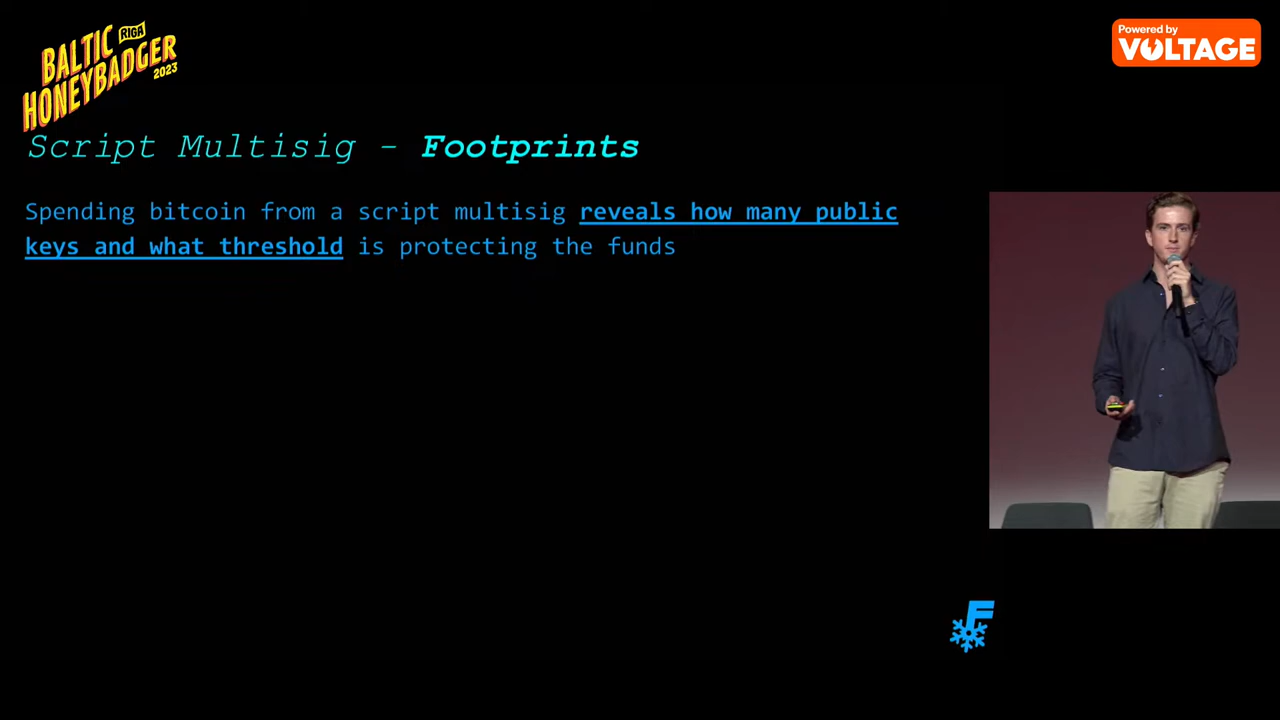 BALTIC
RIGA
HONEYBADGER
2023
Powered by
VOLTAGE
Script Multisig - Footprints
Spending bitcoin from a script multisig reveals how many public
keys and what threshold is protecting the funds
F